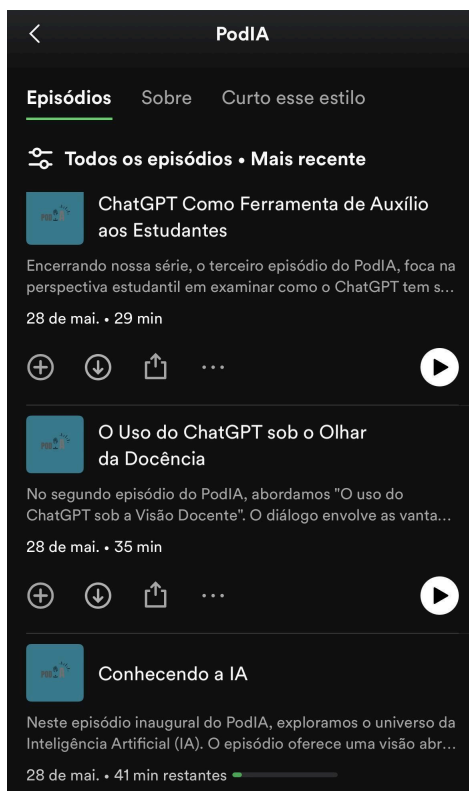 PodIA
Episódios Sobre Curto esse estilo
Todos os episódios • Mais recente
ChatGPT Como Ferramenta de Auxílio
aos Estudantes
Encerrando nossa série, o terceiro episódio do PodIA, foca na
perspectiva estudantil em examinar como o ChatGPT tem s...
28 de mai. • 29 min
O Uso do ChatGPT sob o Olhar
da Docência
No segundo episódio do PodIA, abordamos "O uso do
ChatGPT sob a Visão Docente". O diálogo envolve as vanta...
28 de mai. • 35 min
Conhecendo a IA
Neste episódio inaugural do PodIA, exploramos o universo da
Inteligência Artificial (IA). O episódio oferece uma visão abr...
28 de mai. • 41 min restantes